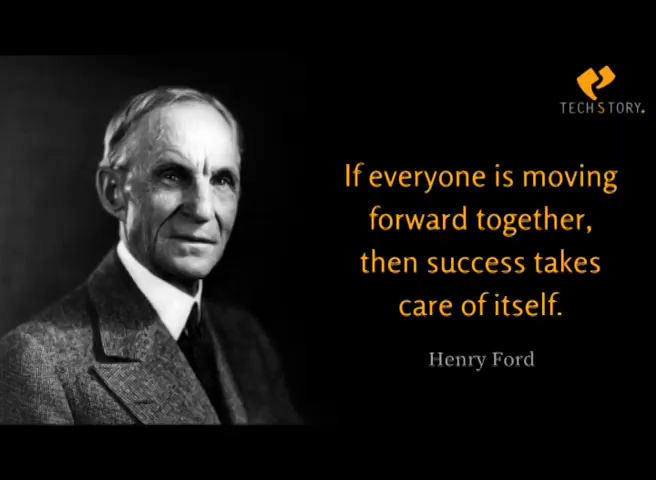 TECHSTORY.
If everyone is moving
forward together,
then success takes
care of itself.
Henry Ford